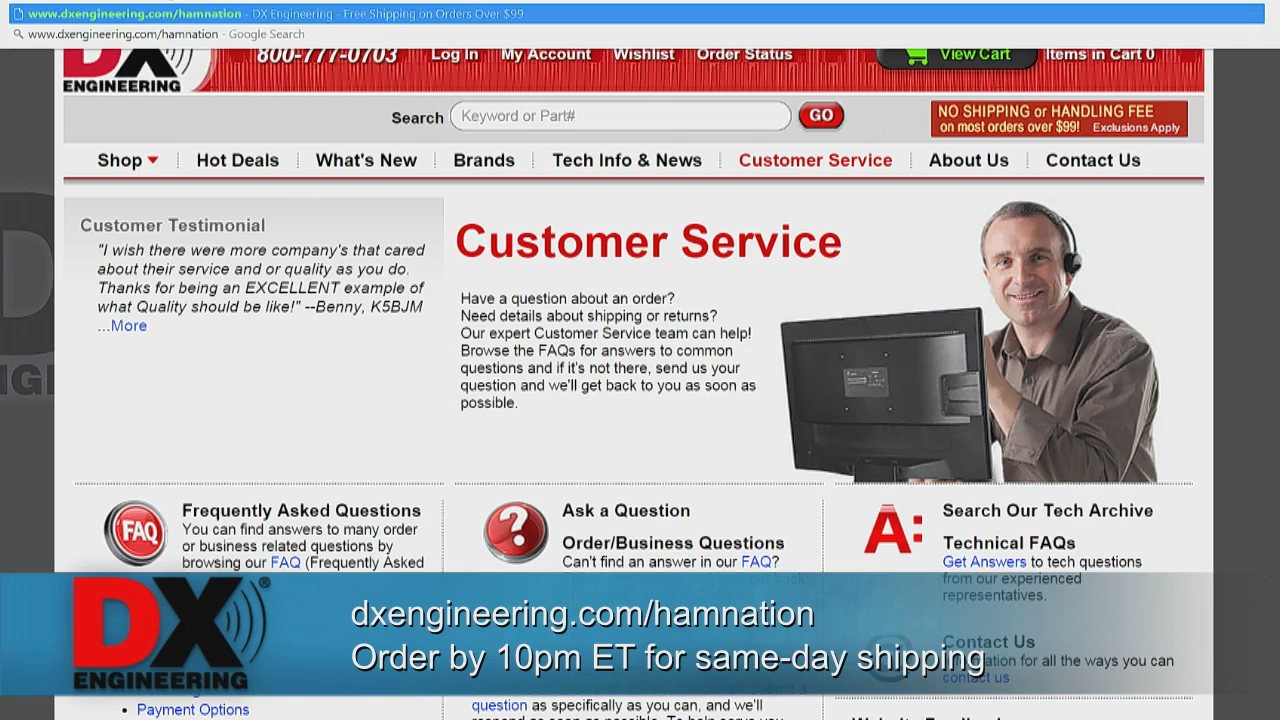 www.dxengineering.com/hamnation - DX Engineering - Free Shipping on Orders Over $99
www.dxengineering.com/hamnation - Google Search
DX
ENGINEERING
800-777-0703 Log In My Account Wishlist Order Status View Cart Items in Cart 0
Search Keyword or Part# GO
NO SHIPPING or HANDLING FEE
on most orders over $99! Exclusions Apply
Shop Hot Deals What's New Brands Tech Info & News Customer Service About Us Contact Us
Customer Testimonial
"I wish there were more company's that cared
about their service and or quality as you do.
Thanks for being an EXCELLENT example of
what Quality should be like!" --Benny, K5BJM
...More
Customer Service
Have a question about an order?
Need details about shipping or returns?
Our expert Customer Service team can help!
Browse the FAQs for answers to common
questions and if it's not there, send us your
question and we'll get back to you as soon as
possible.
D
NGI
FAQ
Frequently Asked Questions
You can find answers to many order
or business related questions by
browsing our FAQ (Frequently Asked
?
Ask a Question
Order/Business Questions
Can't find an answer in our FAQ?
A:
Search Our Tech Archive
Technical FAQs
Get Answers to tech questions
from our experienced
representatives.
Contact Us
for all the ways you can
contact us
DX®
ENGINEERING
dxengineering.com/hamnation
Order by 10pm ET for same-day shipping
• Payment Options
question as specifically as you can, and we'll